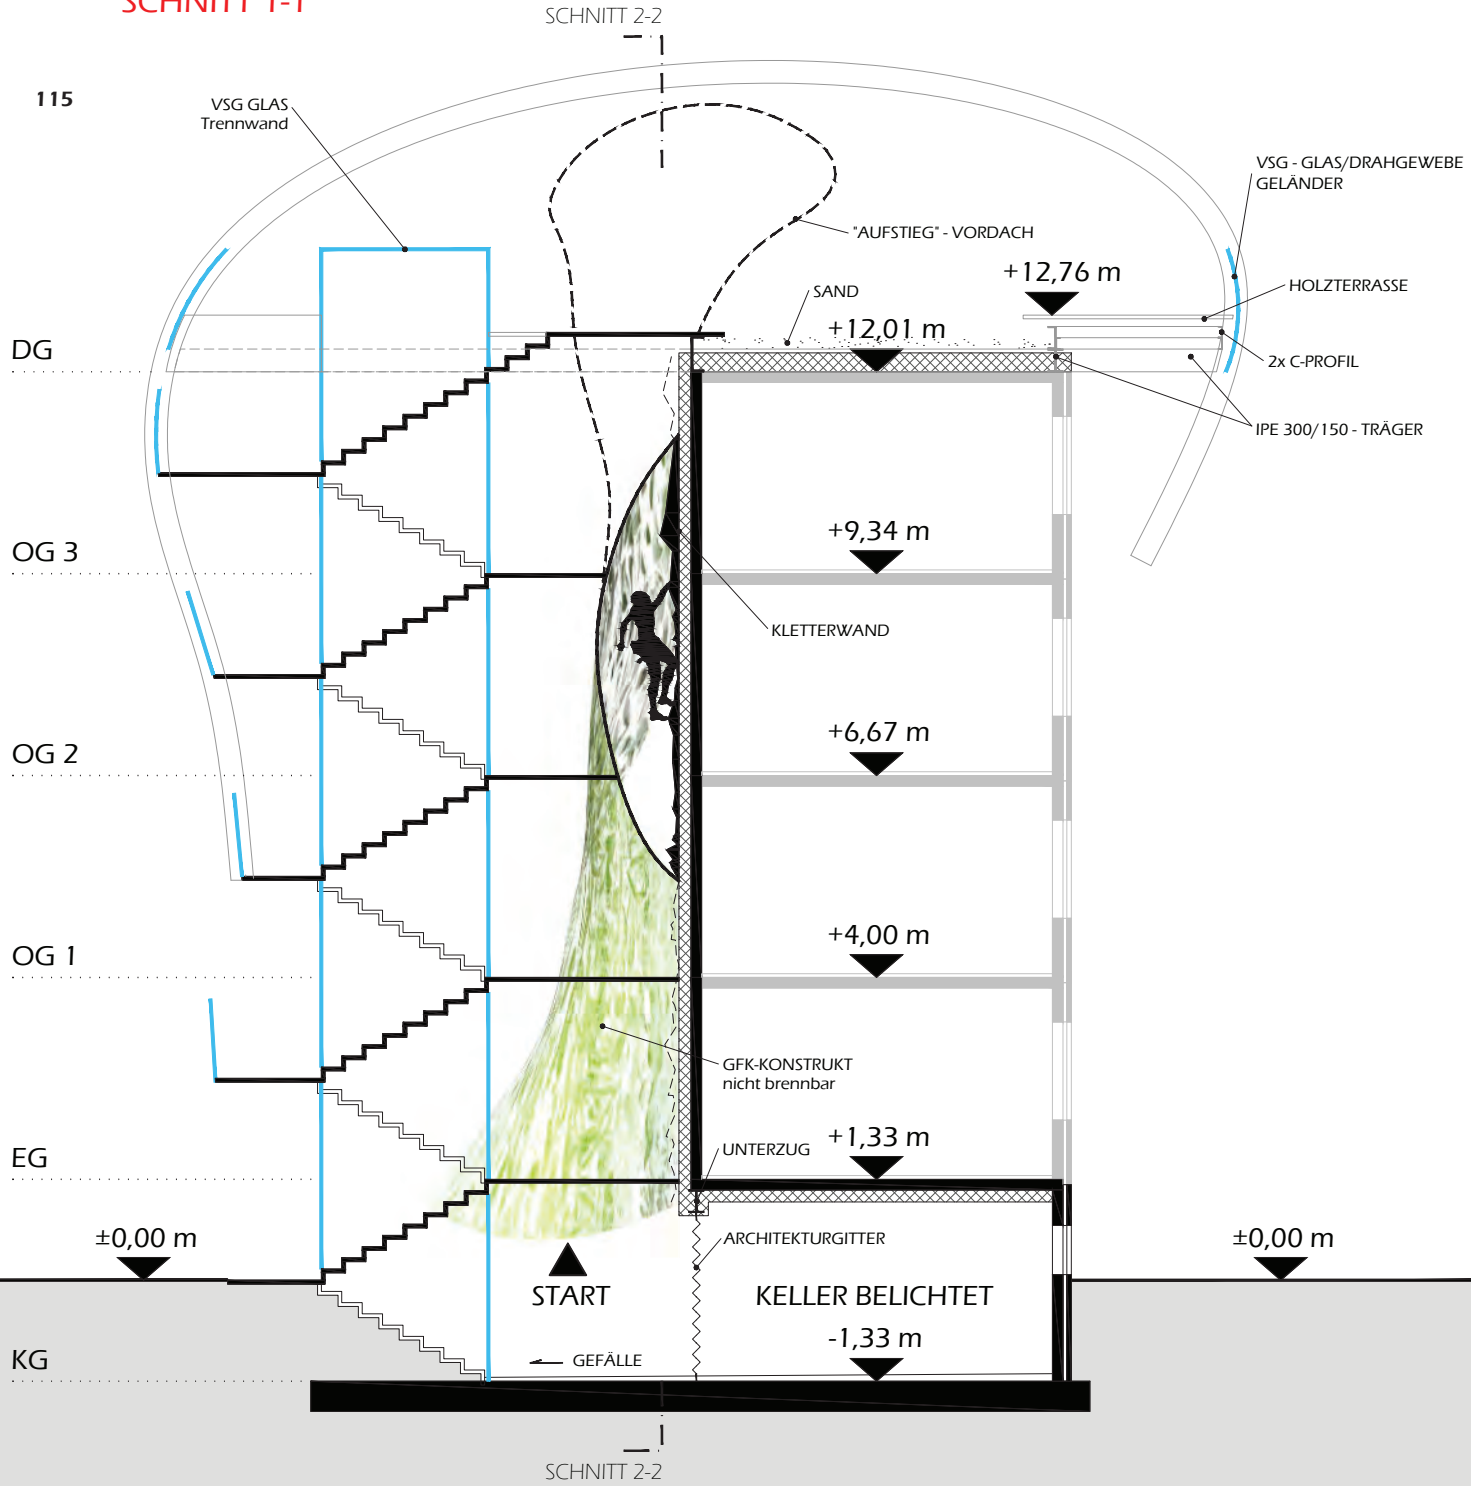 SCHNITT 1-1
SCHNITT 2-2
115
VSG GLAS
Trennwand
VSG - GLAS/DRAHGEWEBE
GELÄNDER
"AUFSTIEG" - VORDACH
+12,76 m
HOLZTERRASSE
SAND
+12,01 m
DG
2x C-PROFIL
IPE 300/150 - TRÄGER
+9,34 m
OG 3
KLETTERWAND
+6,67 m
OG 2
+4,00 m
OG 1
GFK-KONSTRUKT
nicht brennbar
+1,33 m
UNTERZUG
EG
±0,00 m
ARCHITEKTURGITTER
±0,00 m
START
KELLER BELICHTET
-1,33 m
KG
GEFÄLLE
SCHNITT 2-2